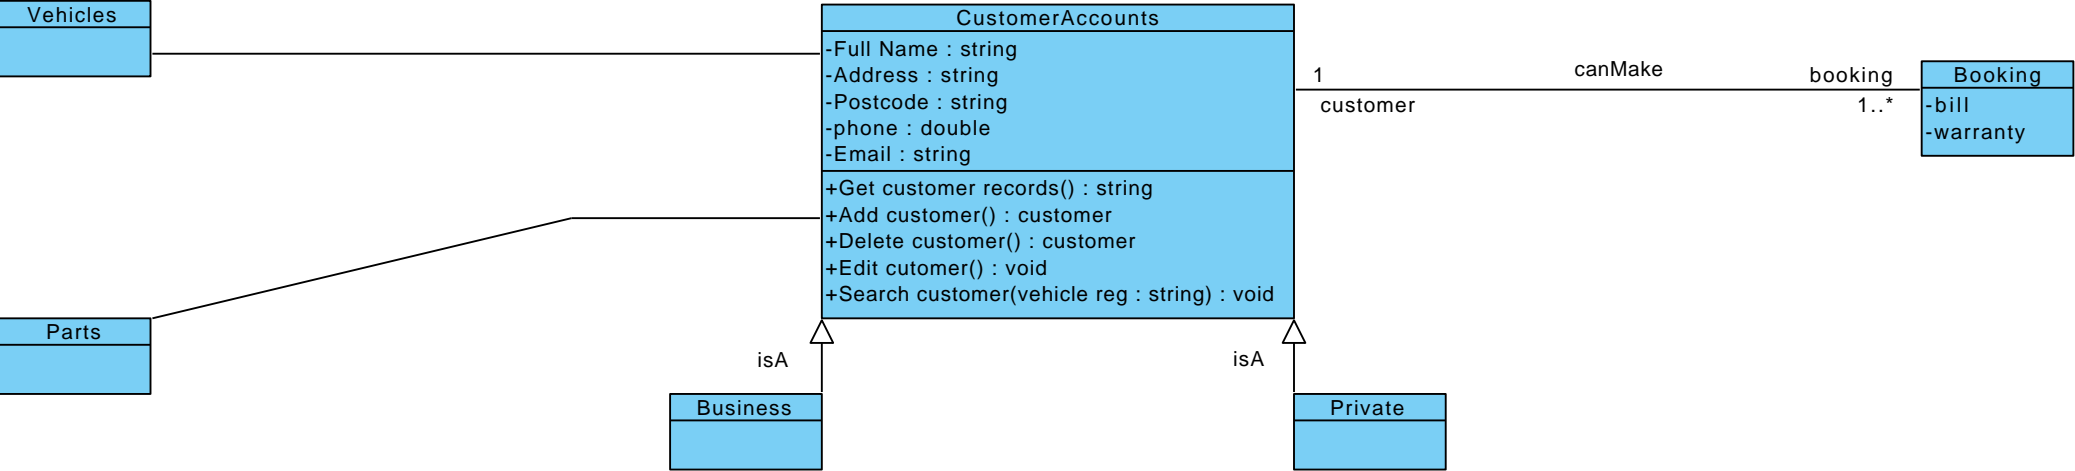 Vehicles
CustomerAccounts
-Full Name : string
-Address : string
-Postcode : string
-phone : double
-Email : string
+Get customer records() : string
+Add customer() : customer
+Delete customer() : customer
+Edit cutomer() : void
+Search customer(vehicle reg : string) : void
1
customer
canMake
booking
1..*
Booking
-bill
-warranty
Parts
isA
isA
Business
Private